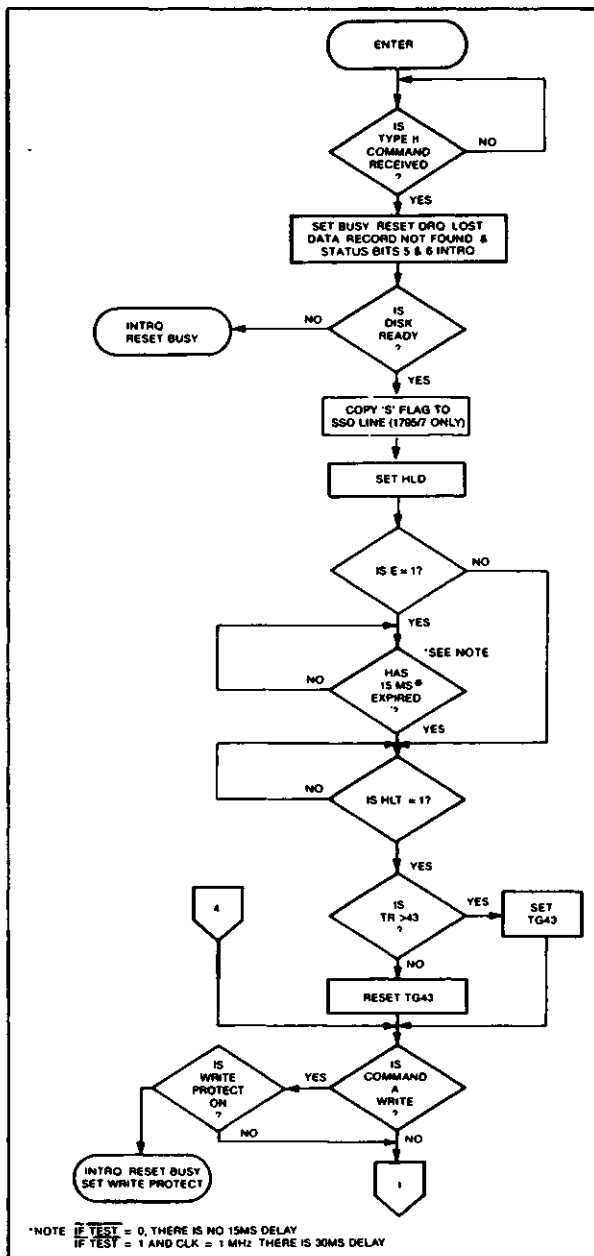 ENTER
IS
TYPE II
COMMAND
RECEIVED
?
NO
YES
SET BUSY RESET DRQ LOST
DATA RECORD NOT FOUND &
STATUS BITS 5 & 6 INTRQ
IS
DISK
READY
?
NO
INTRQ
RESET BUSY
YES
COPY 'S' FLAG TO
SSO LINE (1795/7 ONLY)
SET HLD
IS E = 1?
NO
YES
*SEE NOTE
HAS
15 MS*
EXPIRED
?
NO
YES
IS HLT = 1?
NO
YES
4
IS
TR >43
?
YES
SET
TG43
NO
RESET TG43
IS
COMMAND
A
WRITE
?
YES
IS
WRITE
PROTECT
ON
?
NO
NO
INTRQ RESET BUSY
SET WRITE PROTECT
1
*NOTE IF TEST = 0, THERE IS NO 15MS DELAY
IF TEST = 1 AND CLK = 1 MHz THERE IS 30MS DELAY